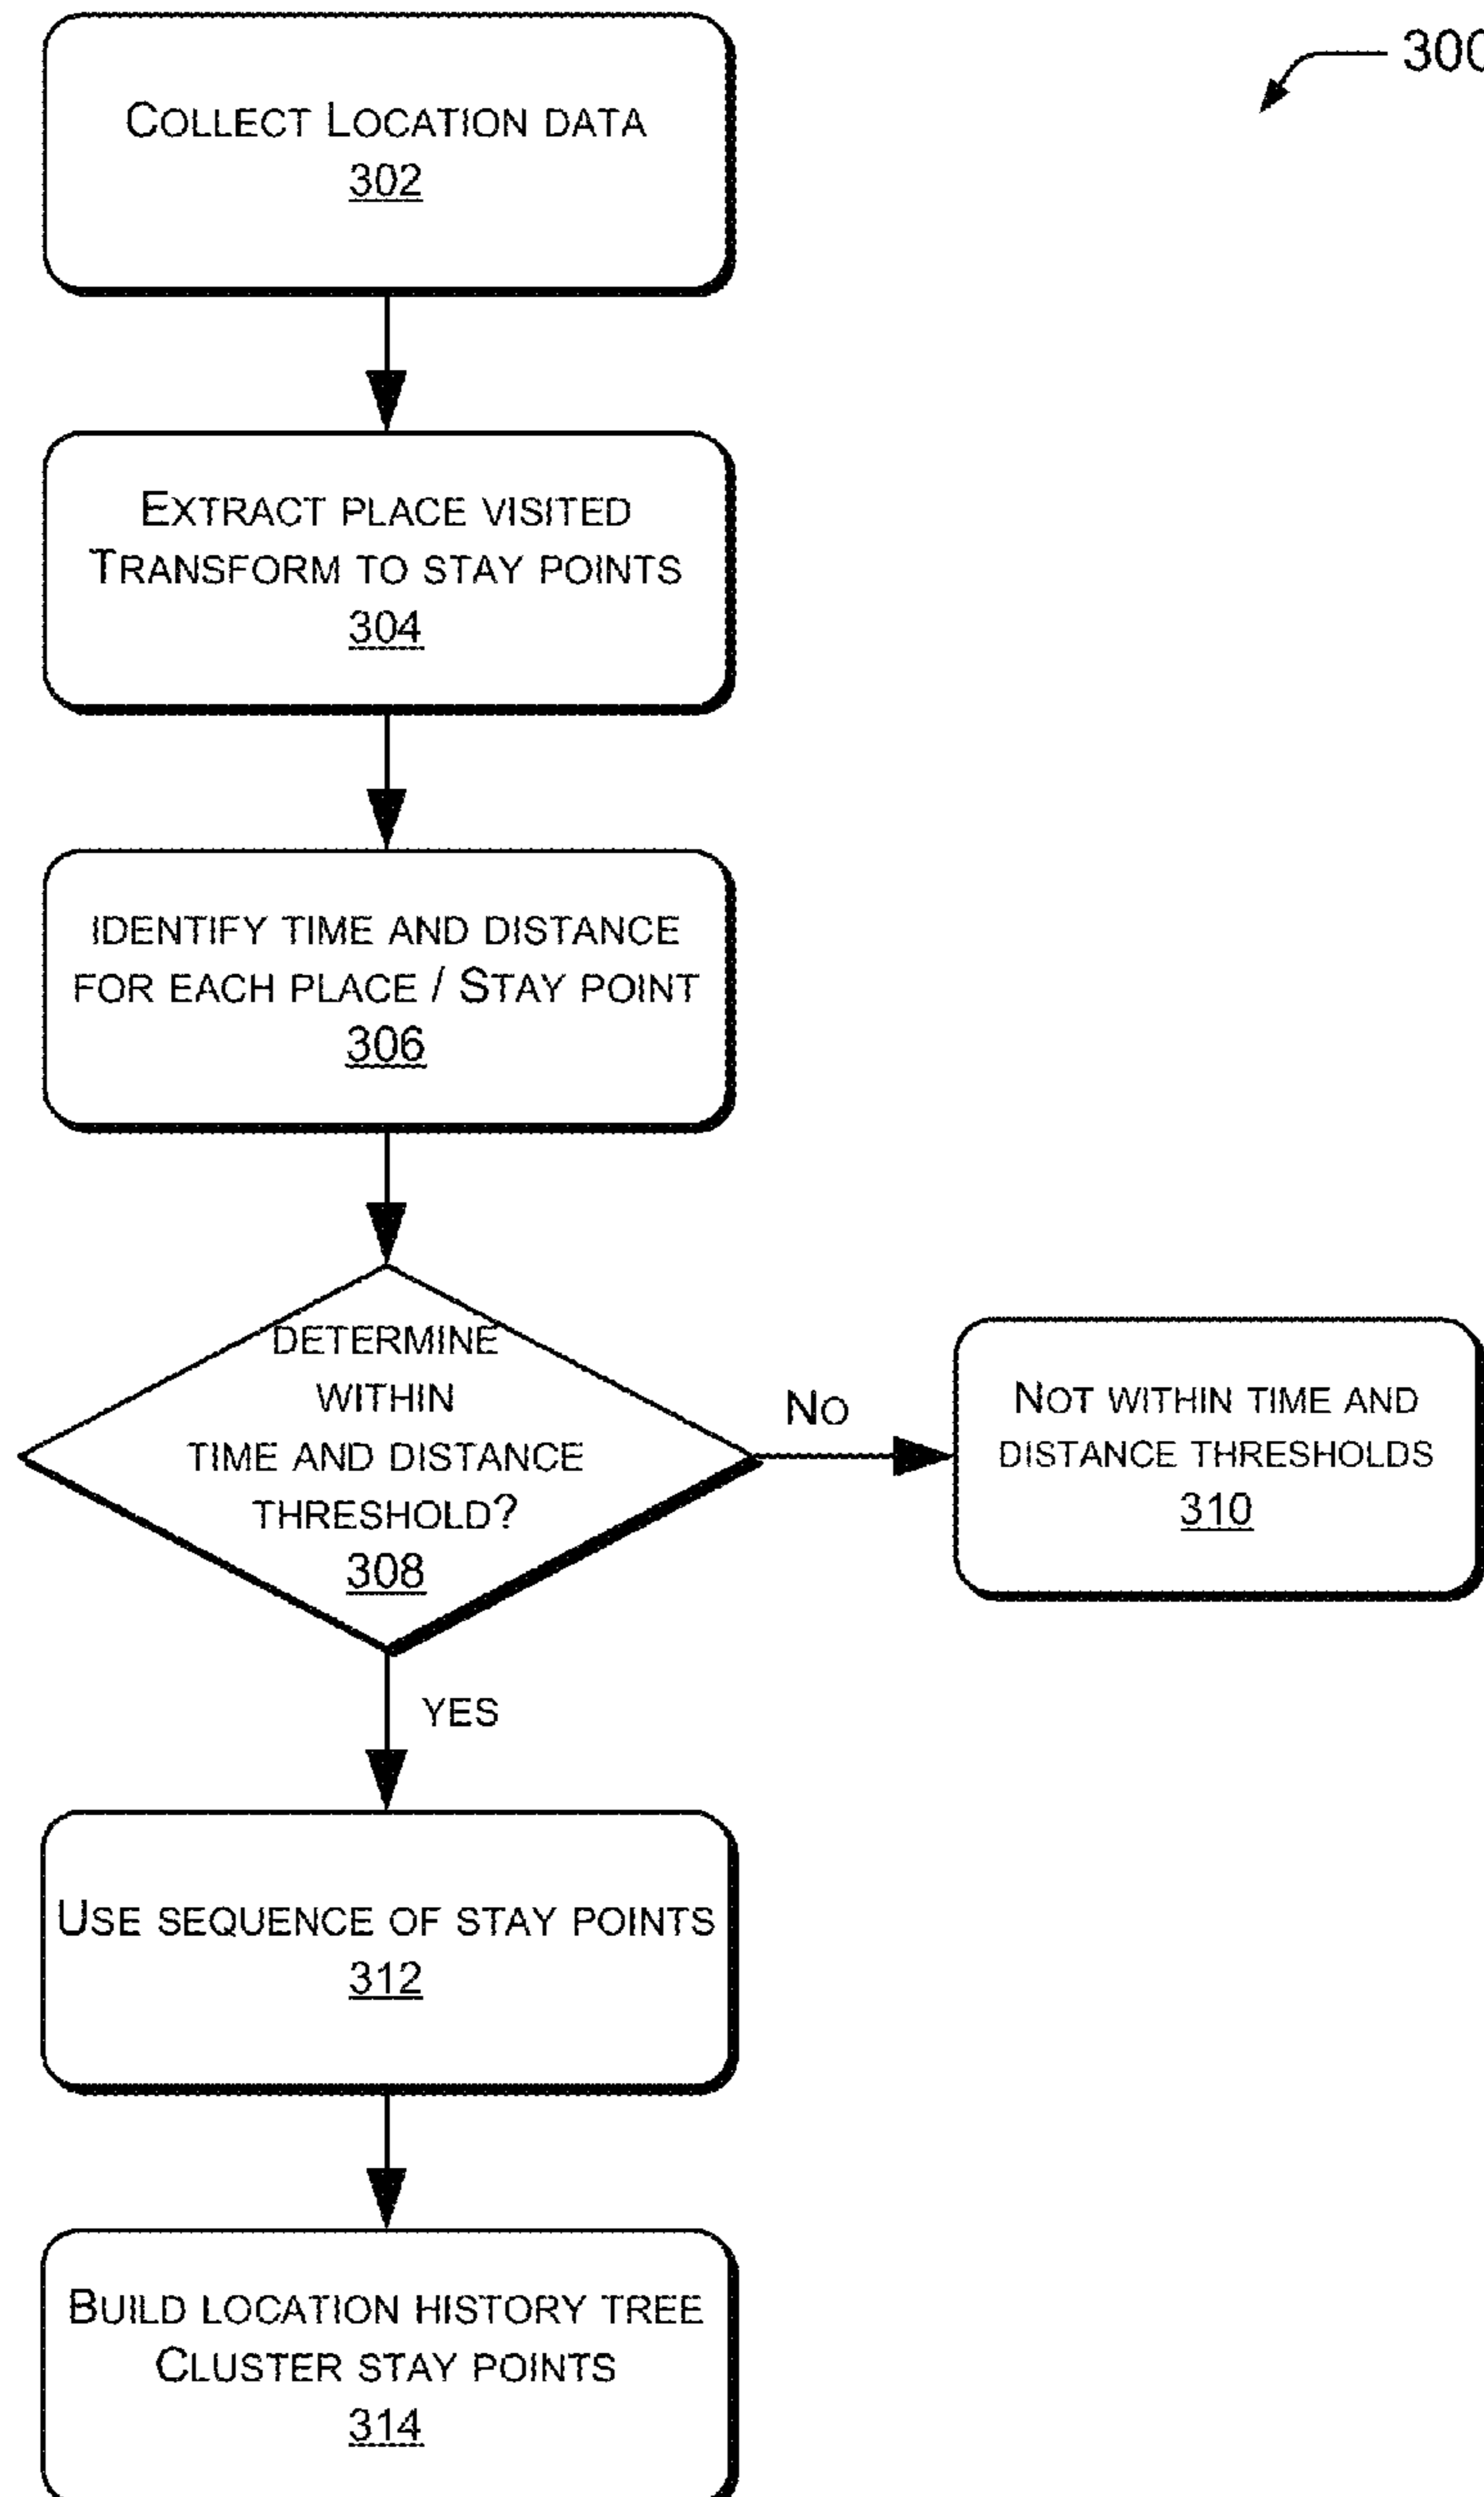 300
COLLECT LOCATION DATA
302
EXTRACT PLACE VISITED
TRANSFORM TO STAY POINTS
304
IDENTIFY TIME AND DISTANCE
FOR EACH PLACE / STAY POINT
306
DETERMINE
WITHIN
TIME AND DISTANCE
THRESHOLD?
308
NO
NOT WITHIN TIME AND
DISTANCE THRESHOLDS
310
YES
USE SEQUENCE OF STAY POINTS
312
BUILD LOCATION HISTORY TREE
CLUSTER STAY POINTS
314